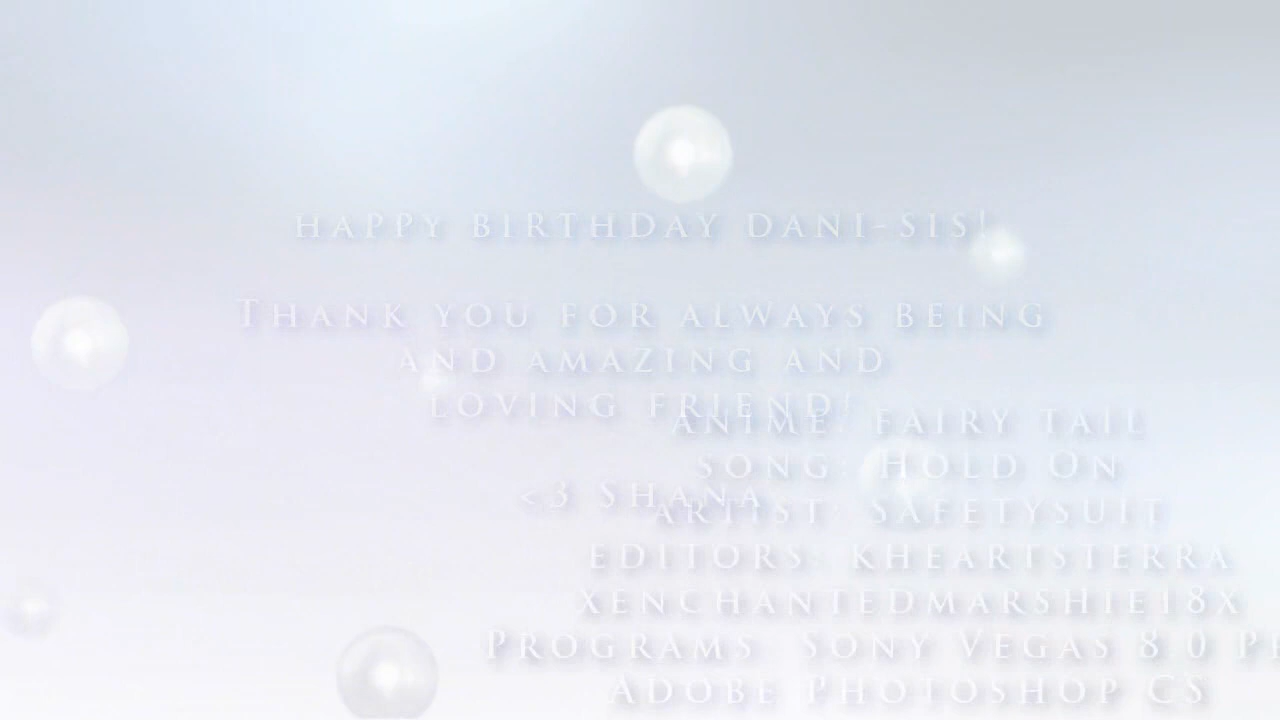 HAPPY BIRTHDAY DANI-SIS!
THANK YOU FOR ALWAYS BEING
AND AMAZING AND
LOVING FRIEND!
<3 SHANA
ANIME: FAIRY TAIL
SONG: HOLD ON
ARTIST: SAFETYSUIT
EDITORS: KHEARTSTERRA
XENCHANTEDMARSHIE18X
PROGRAMS: SONY VEGAS 8.0
ADOBE PHOTOSHOP CS